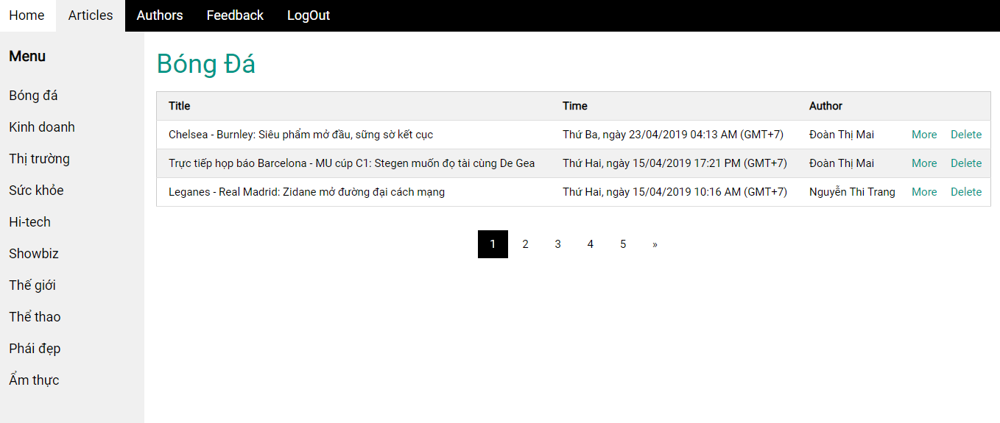 Home Articles Authors Feedback LogOut
Menu
Bóng đá
Kinh doanh
Thị trường
Sức khỏe
Hi-tech
Showbiz
Thế giới
Thể thao
Phái đẹp
Ẩm thực
Bóng Đá
Title Time Author
Chelsea - Burnley: Siêu phẩm mở đầu, sững sờ kết cục Thứ Ba, ngày 23/04/2019 04:13 AM (GMT+7) Đoàn Thị Mai More Delete
Trực tiếp họp báo Barcelona - MU cúp C1: Stegen muốn đọ tài cùng De Gea Thứ Hai, ngày 15/04/2019 17:21 PM (GMT+7) Đoàn Thị Mai More Delete
Leganes - Real Madrid: Zidane mở đường đại cách mạng Thứ Hai, ngày 15/04/2019 10:16 AM (GMT+7) Nguyễn Thi Trang More Delete
1 2 3 4 5 »